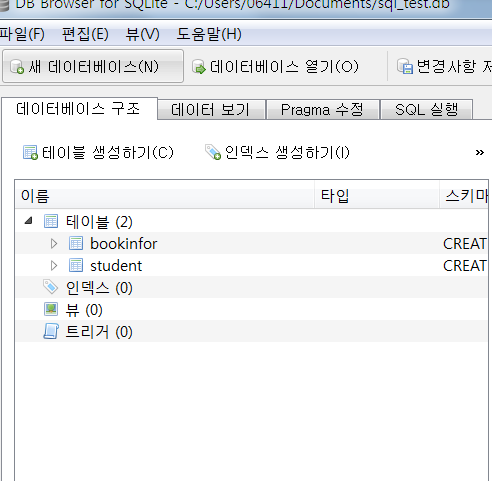 DB Browser for SQLite - C:/Users/06411/Documents/sql_test.db
파일(F) 편집(E) 뷰(V) 도움말(H)
새 데이터베이스(N) 데이터베이스 열기(O) 변경사항 저
데이터베이스 구조 데이터 보기 Pragma 수정 SQL 실행
테이블 생성하기(C) 인덱스 생성하기(I) »
이름 타입 스키마
테이블 (2)
bookinfor CREAT
student CREAT
인덱스 (0)
뷰 (0)
트리거 (0)